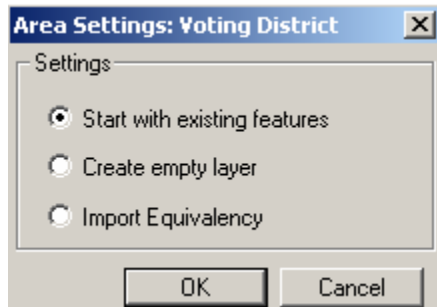 Area Settings: Voting District
Settings
Start with existing features
Create empty layer
Import Equivalency
OK Cancel